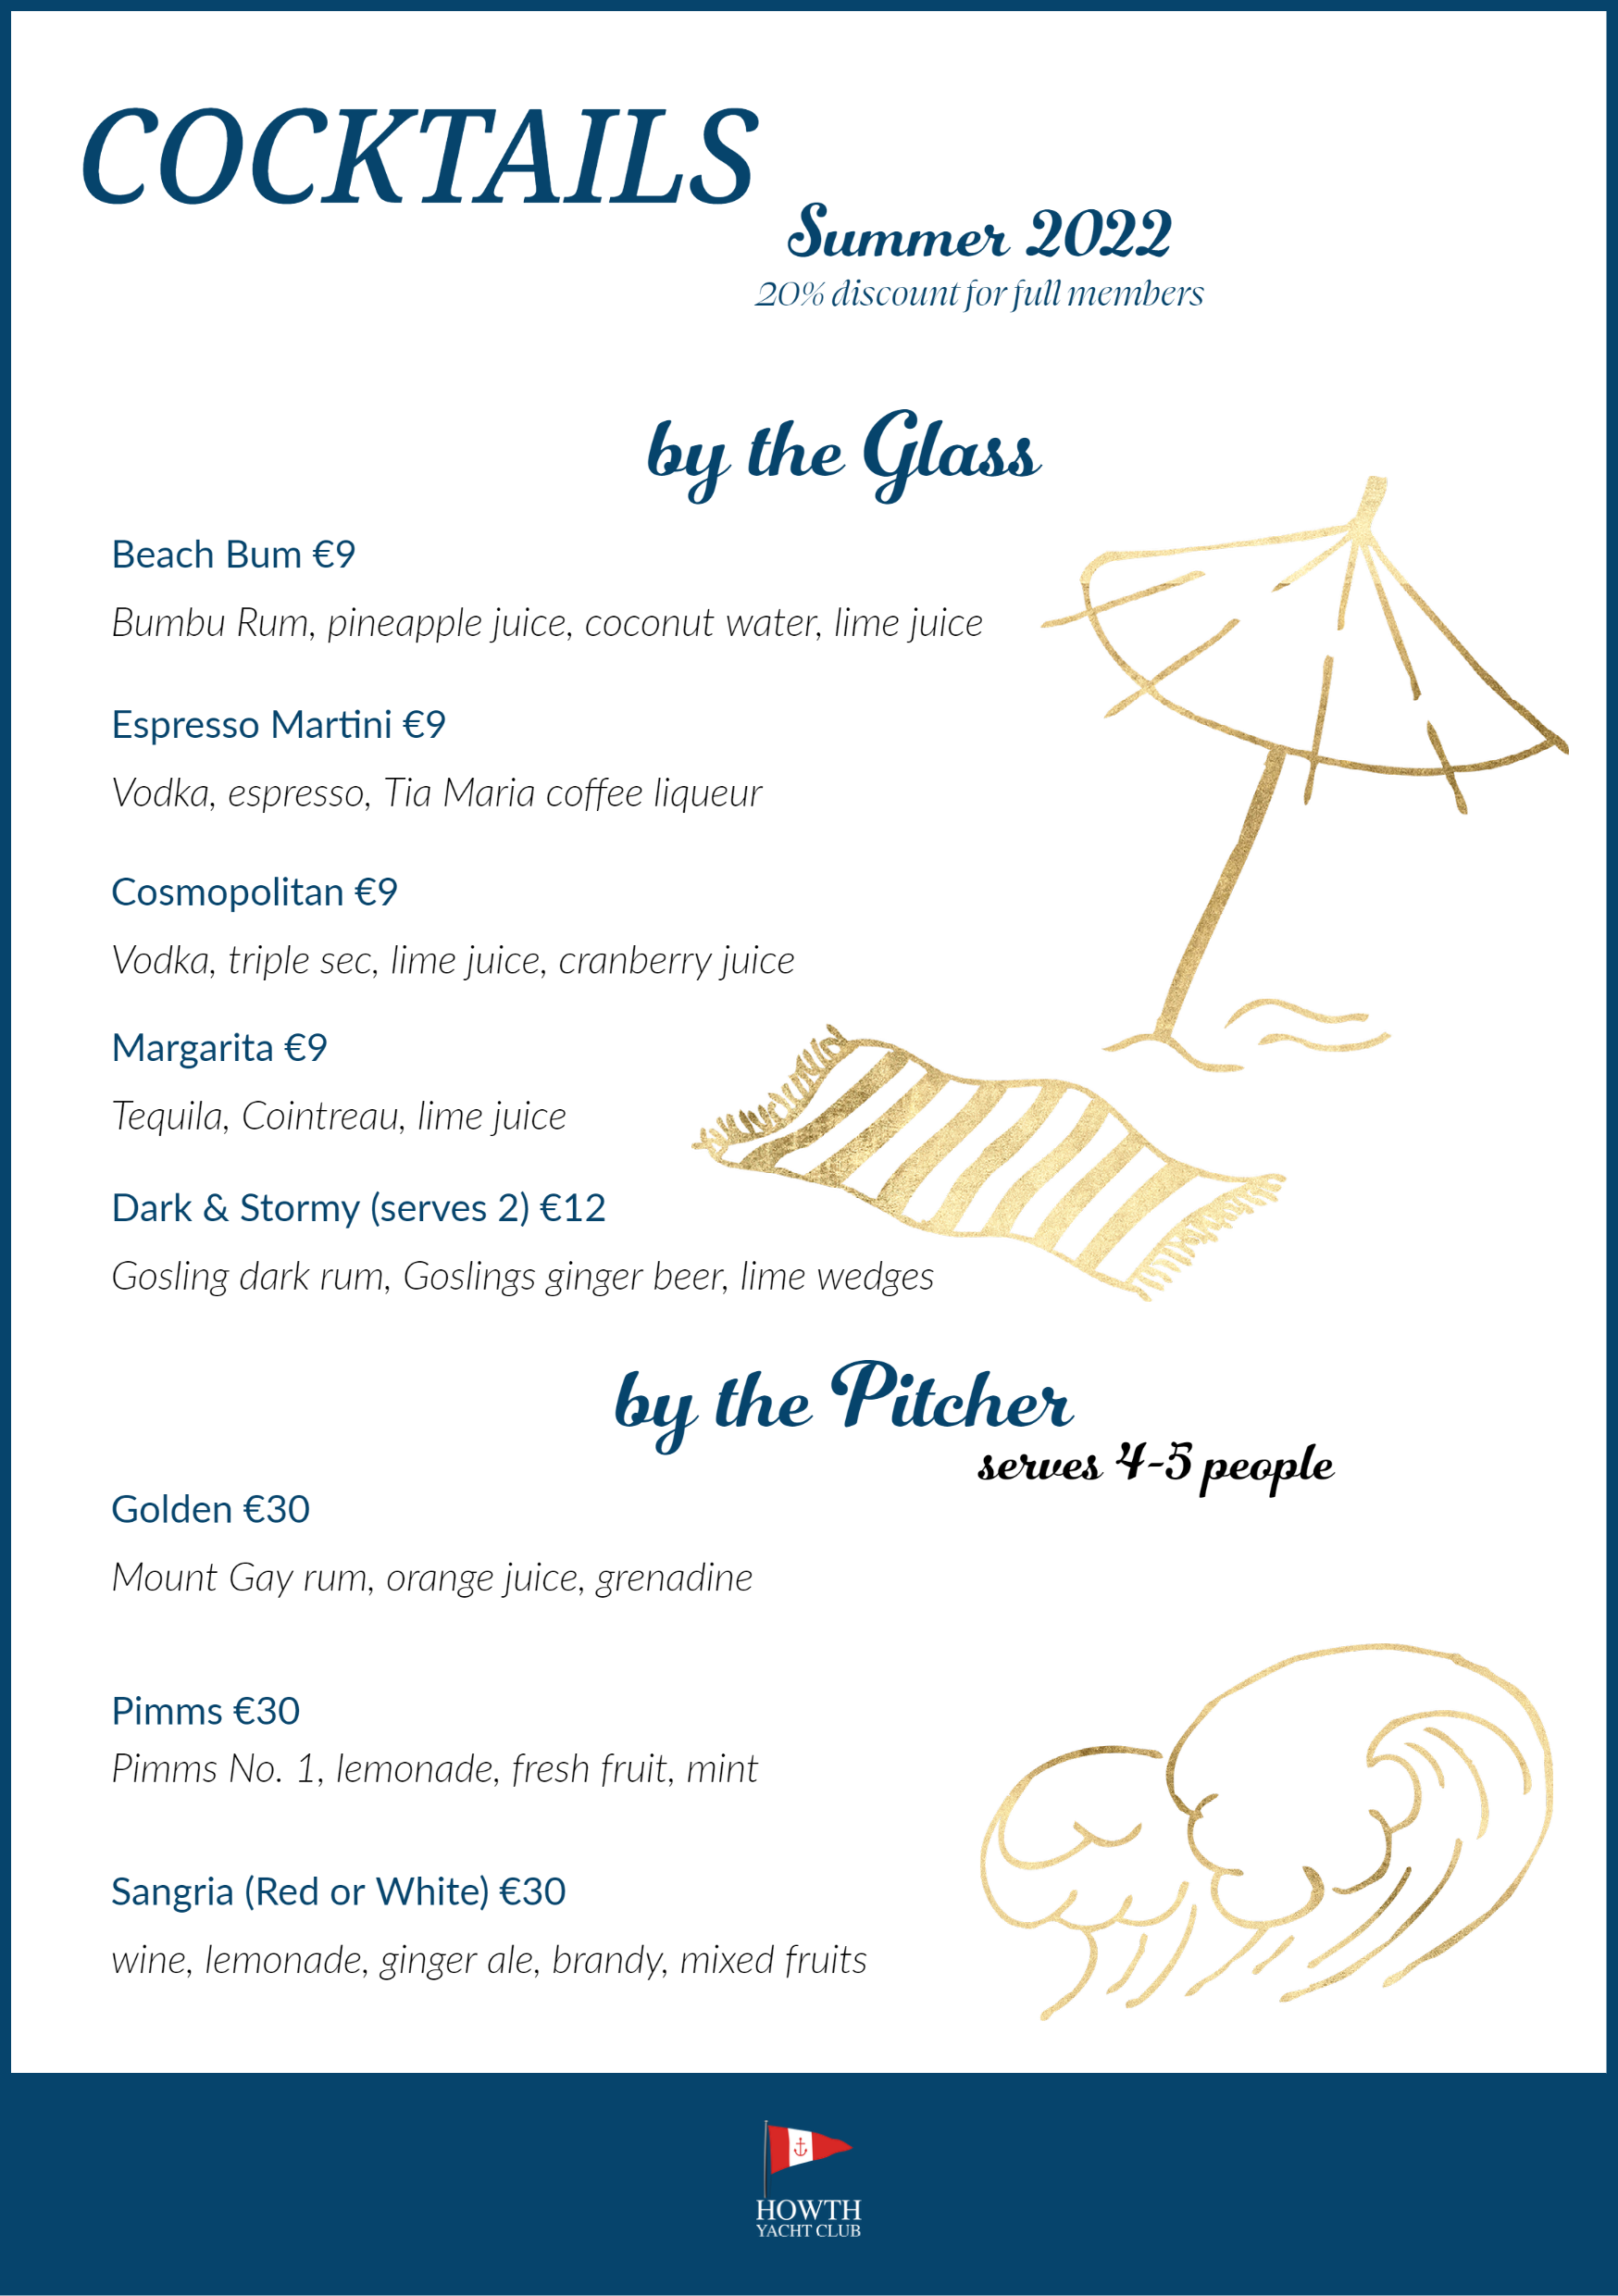 COCKTAILS
Summer 2022
20% discount for full members
by the Glass
Beach Bum €9
Bumbu Rum, pineapple juice, coconut water, lime juice
Espresso Martini €9
Vodka, espresso, Tia Maria coffee liqueur
Cosmopolitan €9
Vodka, triple sec, lime juice, cranberry juice
Margarita €9
Tequila, Cointreau, lime juice
Dark & Stormy (serves 2) €12
Gosling dark rum, Goslings ginger beer, lime wedges
by the Pitcher
serves 4-5 people
Golden €30
Mount Gay rum, orange juice, grenadine
Pimms €30
Pimms No. 1, lemonade, fresh fruit, mint
Sangria (Red or White) €30
wine, lemonade, ginger ale, brandy, mixed fruits
HOWTH
YACHT CLUB